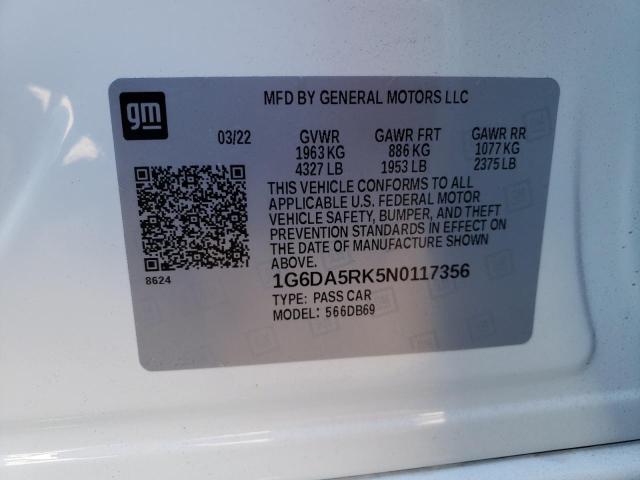 gm
MFD BY GENERAL MOTORS LLC
03/22 GVWR GAWR FRT GAWR RR
1963 KG 886 KG 1077 KG
4327 LB 1953 LB 2375 LB
THIS VEHICLE CONFORMS TO ALL
APPLICABLE U.S. FEDERAL MOTOR
VEHICLE SAFETY, BUMPER, AND THEFT
PREVENTION STANDARDS IN EFFECT ON
THE DATE OF MANUFACTURE SHOWN
ABOVE.
8624
1G6DA5RK5N0117356
TYPE: PASS CAR
MODEL: 566DB69